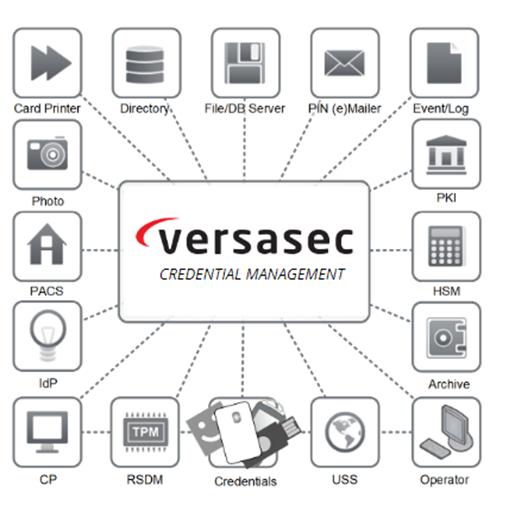 Card Printer
Directory
File/DB Server
PIN (e)Mailer
Event/Log
Photo
PKI
versasec
CREDENTIAL MANAGEMENT
PACS
HSM
IdP
Archive
TPM
CP
RSDM
Credentials
USS
Operator